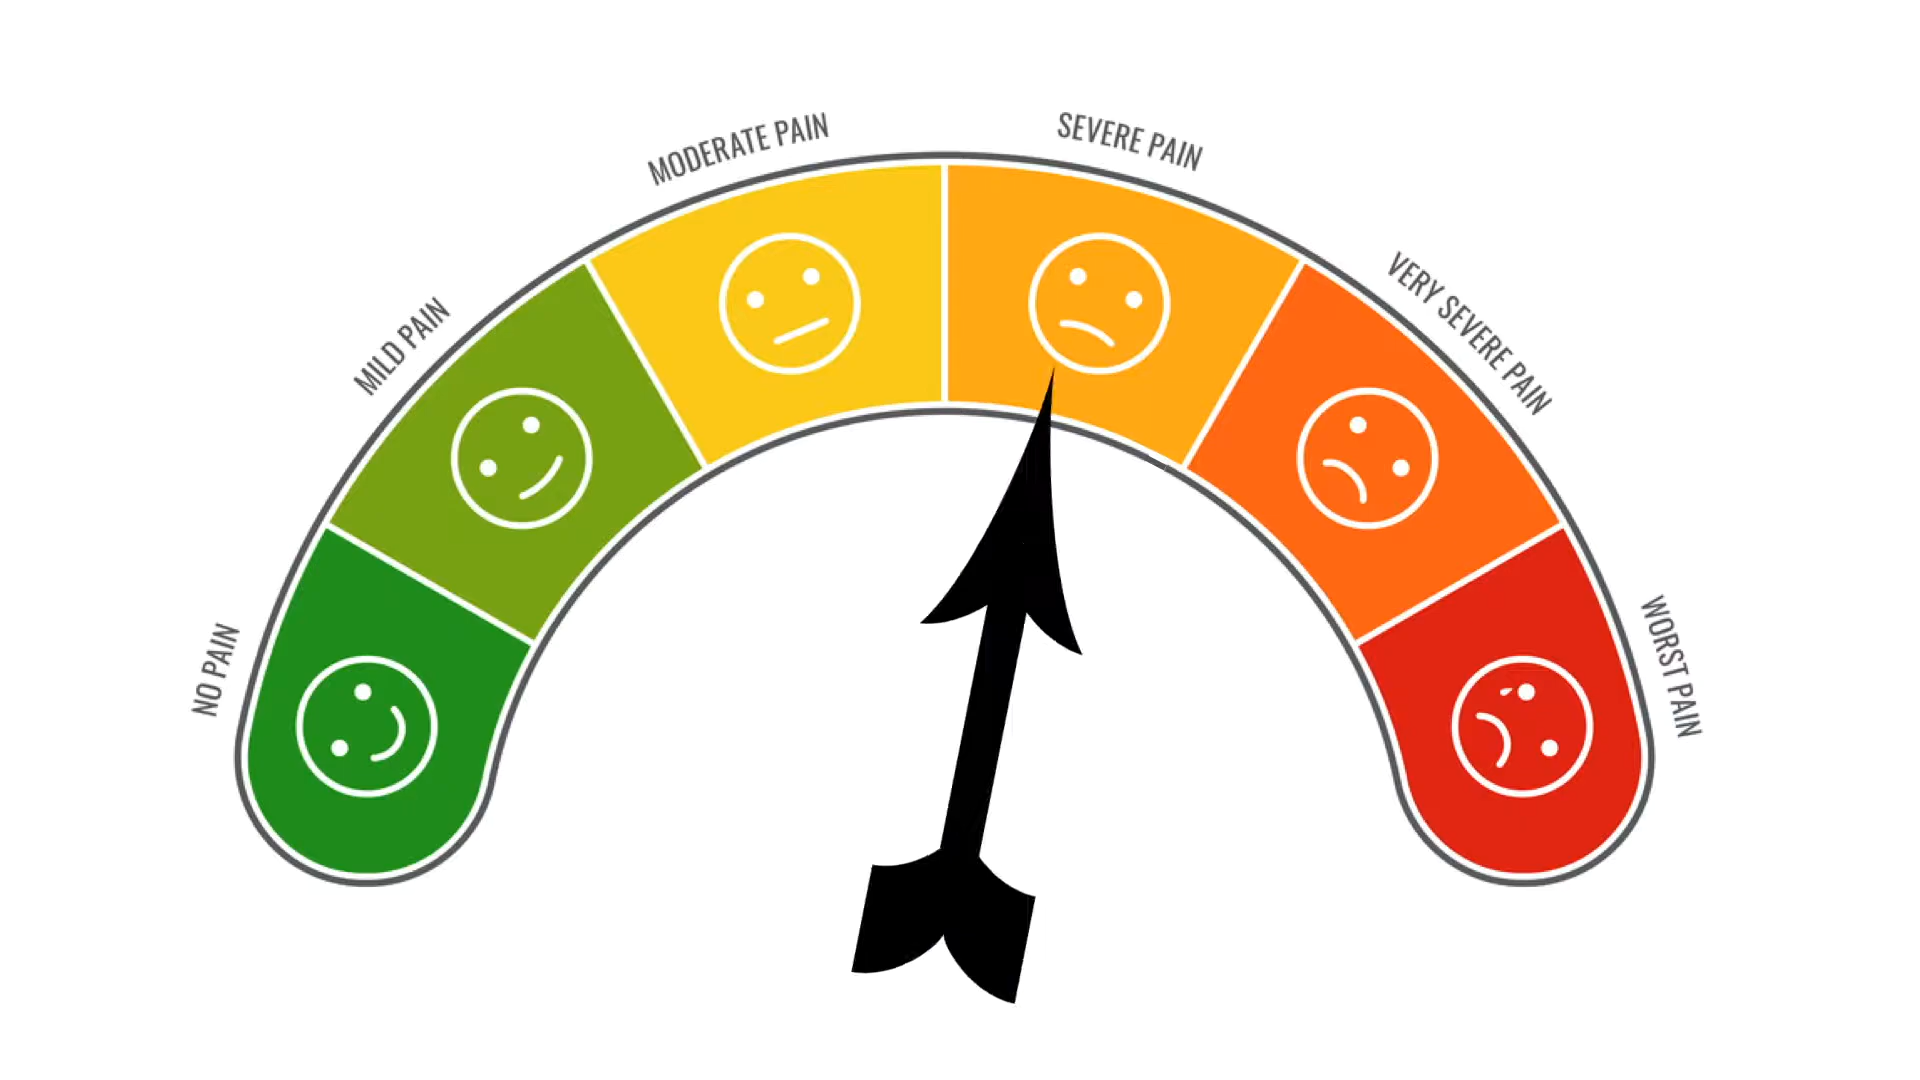 NO PAIN
MILD PAIN
MODERATE PAIN
SEVERE PAIN
VERY SEVERE PAIN
WORST PAIN